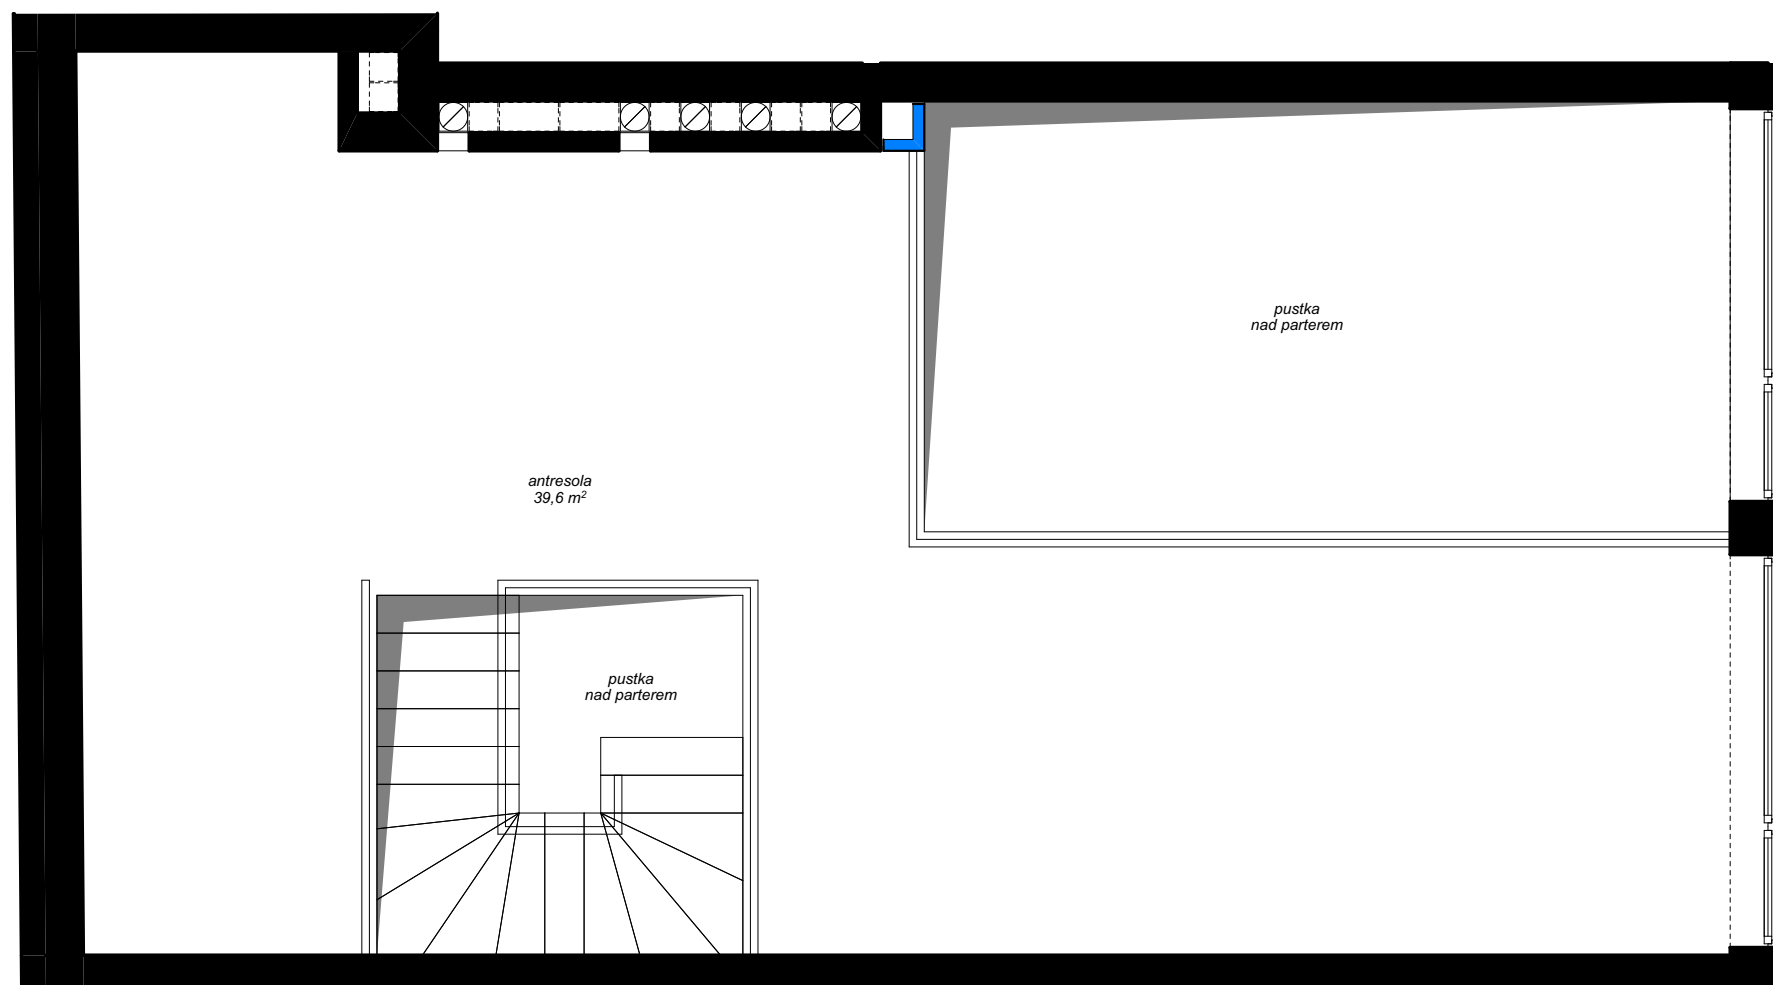 pustka
nad parterem
antresola
39,6 m²
pustka
nad parterem